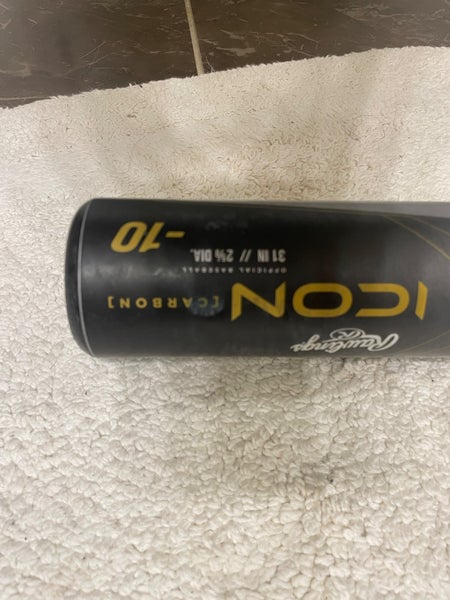 Rawlings
R
ICON
[CARBON]
OFFICIAL BASEBALL
31 IN // 2⅝ DIA.
-10